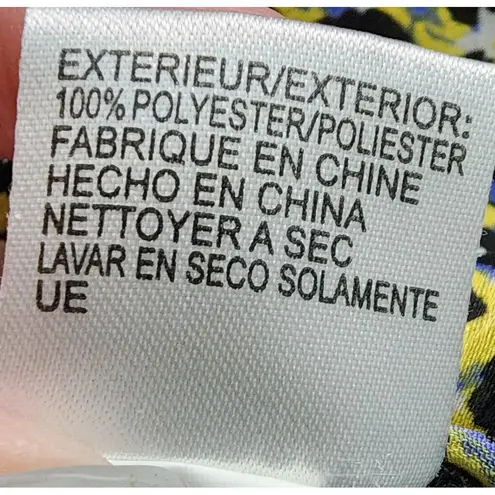 EXTERIEUR/EXTERIOR:
100% POLYESTER/POLIESTER
FABRIQUE EN CHINE
HECHO EN CHINA
NETTOYER A SEC
LAVAR EN SECO SOLAMENTE
UE